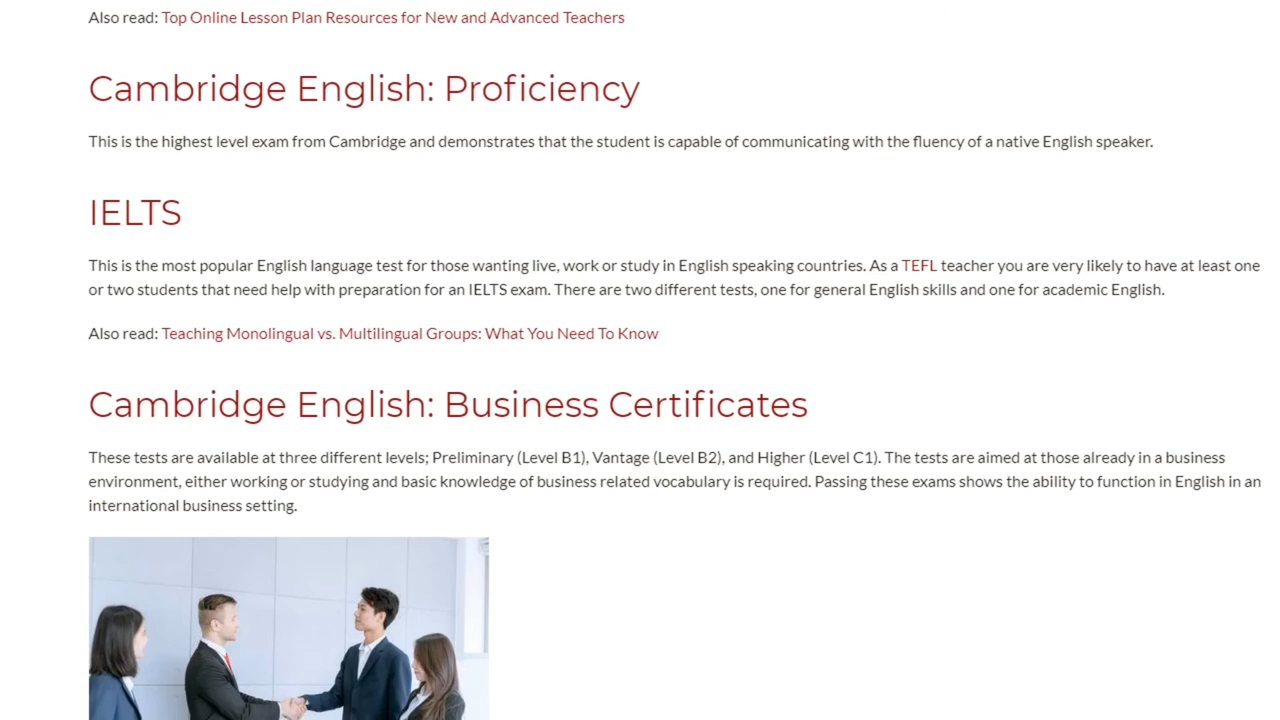 Also read: Top Online Lesson Plan Resources for New and Advanced Teachers
Cambridge English: Proficiency
This is the highest level exam from Cambridge and demonstrates that the student is capable of communicating with the fluency of a native English speaker.
IELTS
This is the most popular English language test for those wanting live, work or study in English speaking countries. As a TEFL teacher you are very likely to have at least one
or two students that need help with preparation for an IELTS exam. There are two different tests, one for general English skills and one for academic English.
Also read: Teaching Monolingual vs. Multilingual Groups: What You Need To Know
Cambridge English: Business Certificates
These tests are available at three different levels; Preliminary (Level B1), Vantage (Level B2), and Higher (Level C1). The tests are aimed at those already in a business
environment, either working or studying and basic knowledge of business related vocabulary is required. Passing these exams shows the ability to function in English in an
international business setting.